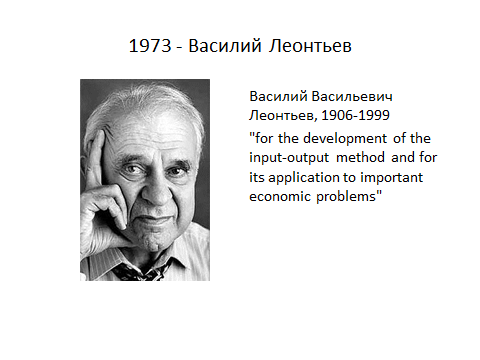 1973 - Василий Леонтьев
Василий Васильевич
Леонтьев, 1906-1999
"for the development of the
input-output method and for
its application to important
economic problems"